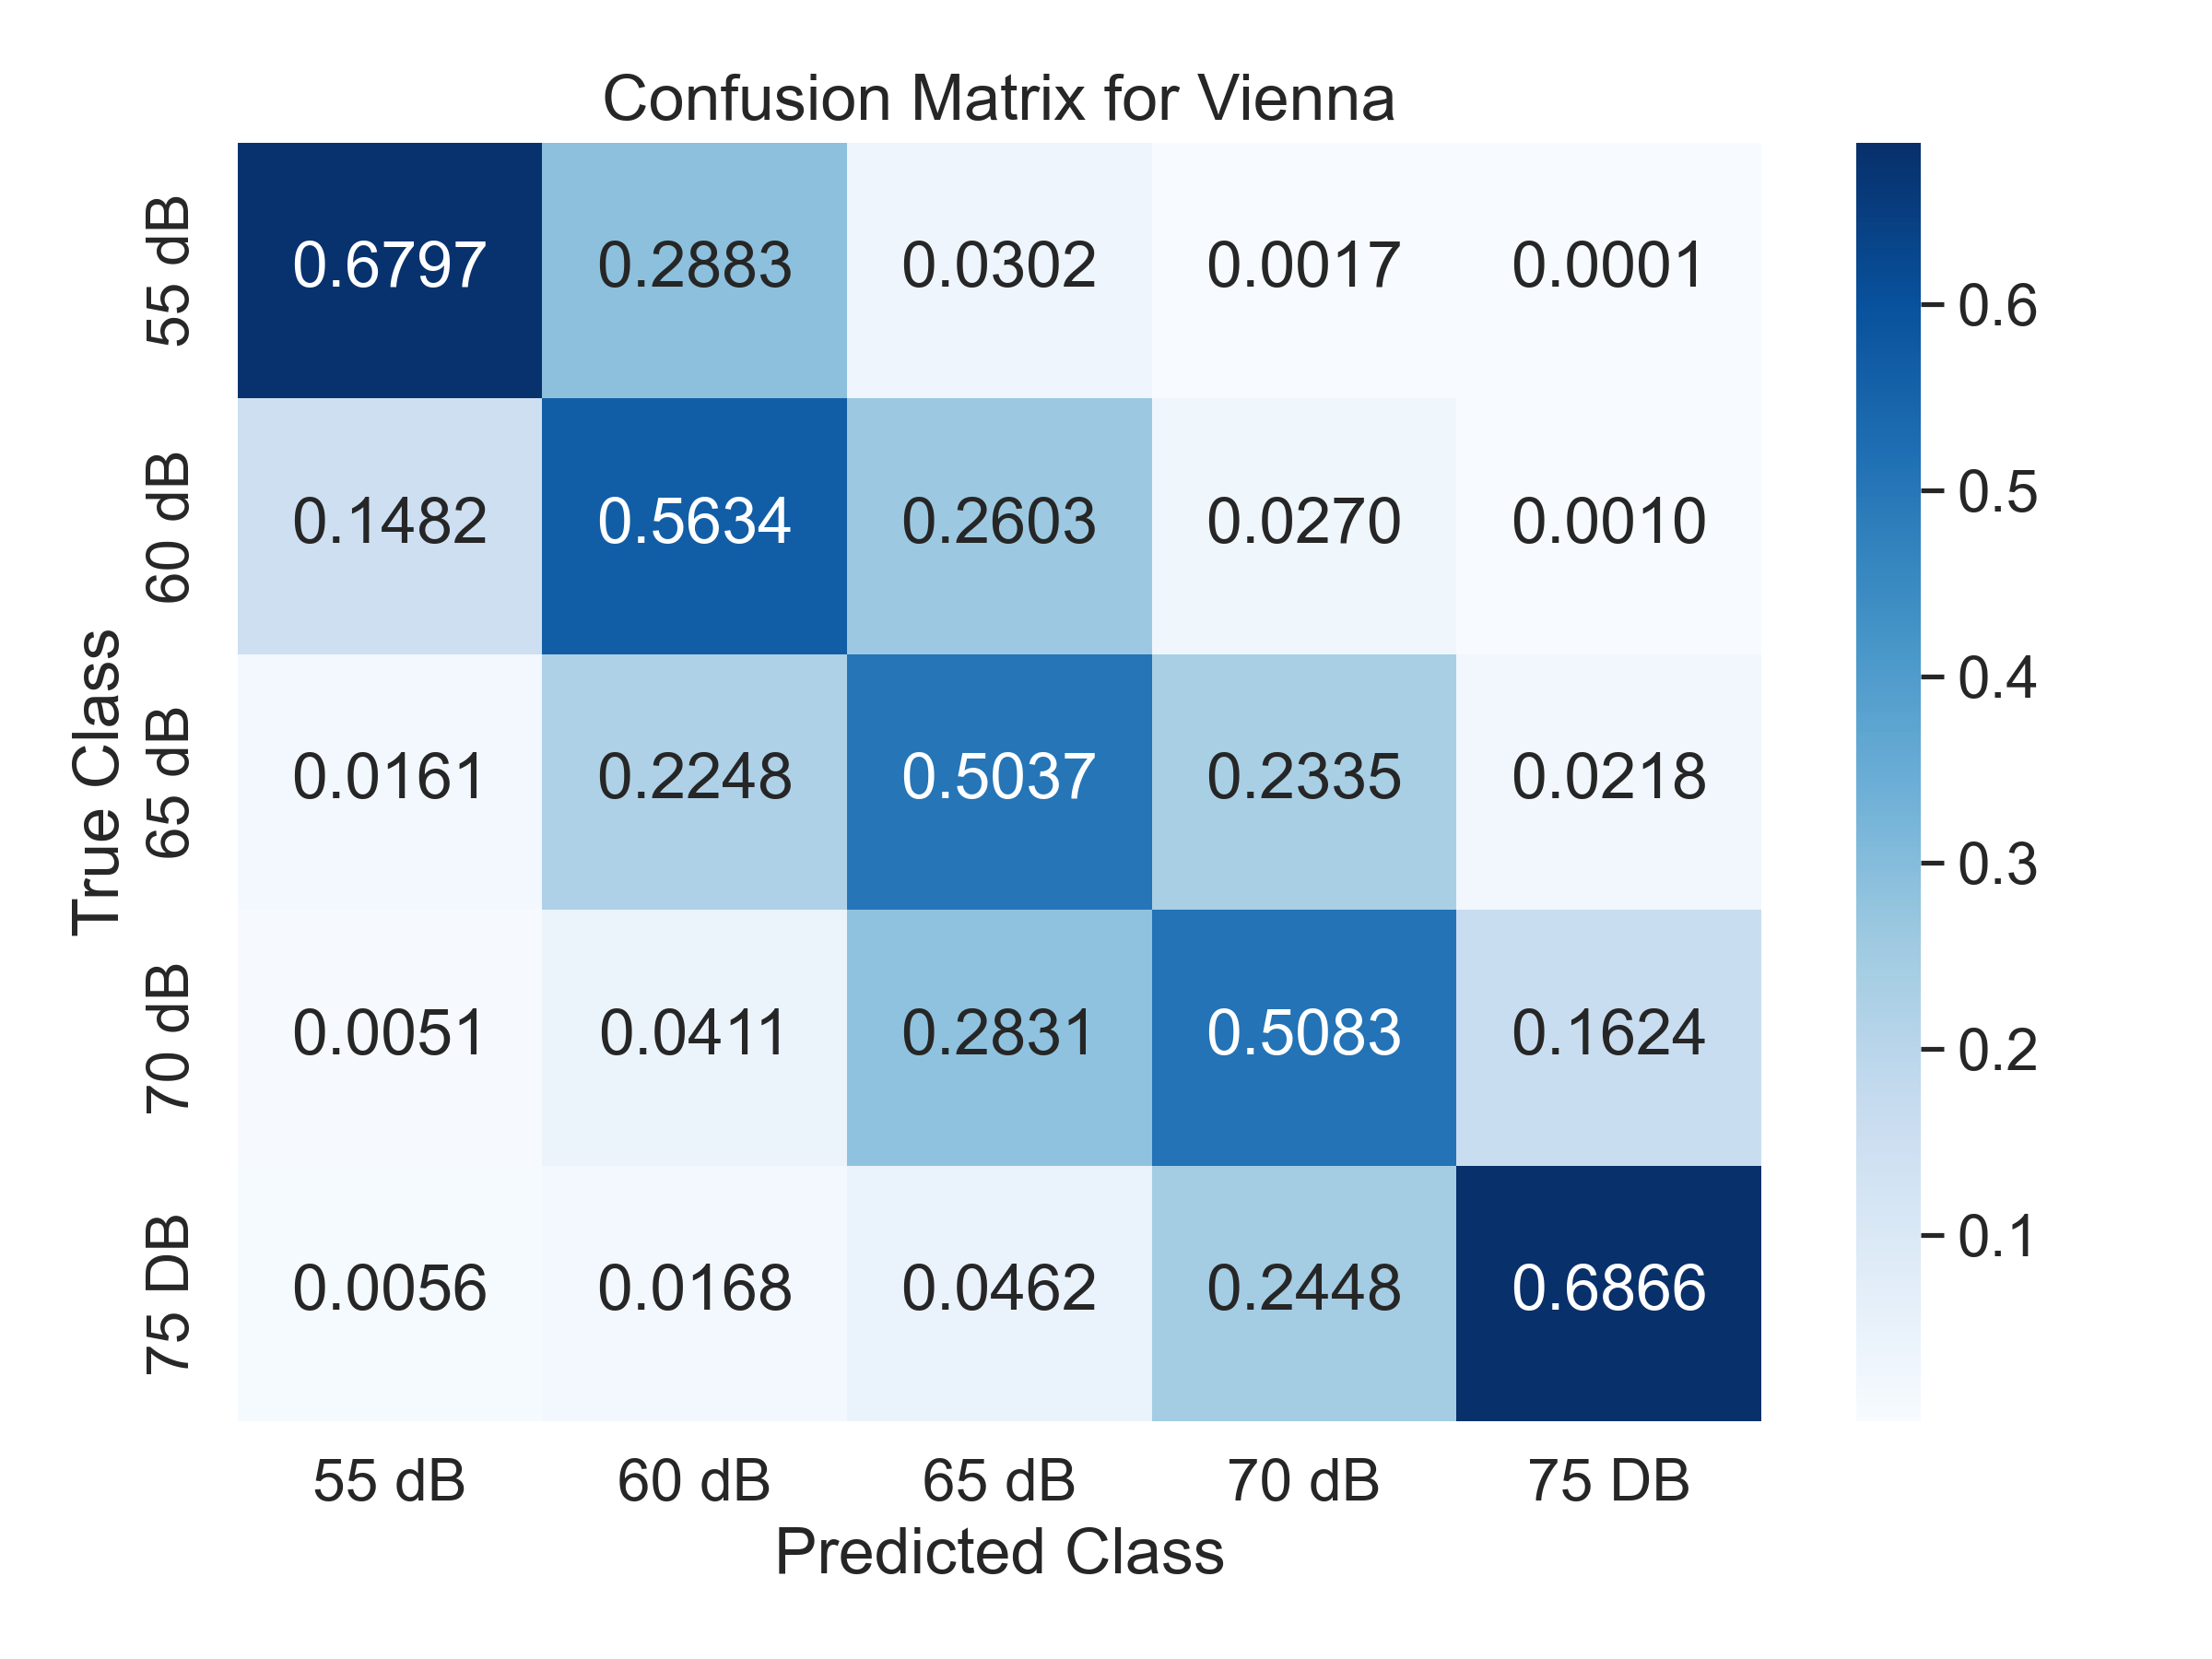 Confusion Matrix for Vienna
55 dB 0.6797 0.2883 0.0302 0.0017 0.0001
60 dB 0.1482 0.5634 0.2603 0.0270 0.0010
65 dB 0.0161 0.2248 0.5037 0.2335 0.0218
70 dB 0.0051 0.0411 0.2831 0.5083 0.1624
75 DB 0.0056 0.0168 0.0462 0.2448 0.6866
True Class
55 dB 60 dB 65 dB 70 dB 75 DB
Predicted Class
0.6
0.5
0.4
0.3
0.2
0.1